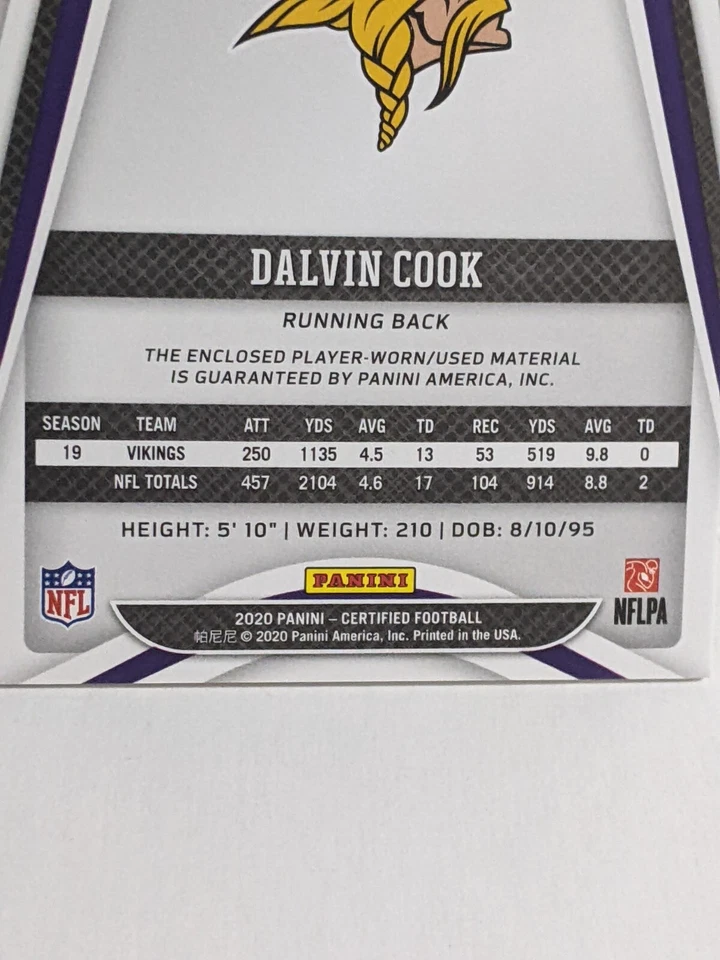 DALVIN COOK
RUNNING BACK
THE ENCLOSED PLAYER-WORN/USED MATERIAL
IS GUARANTEED BY PANINI AMERICA, INC.
SEASON TEAM ATT YDS AVG TD REC YDS AVG TD
19 VIKINGS 250 1135 4.5 13 53 519 9.8 0
NFL TOTALS 457 2104 4.6 17 104 914 8.8 2
HEIGHT: 5' 10" | WEIGHT: 210 | DOB: 8/10/95
NFL
PANINI
NFLPA
2020 PANINI – CERTIFIED FOOTBALL
帕尼尼 © 2020 Panini America, Inc. Printed in the USA.